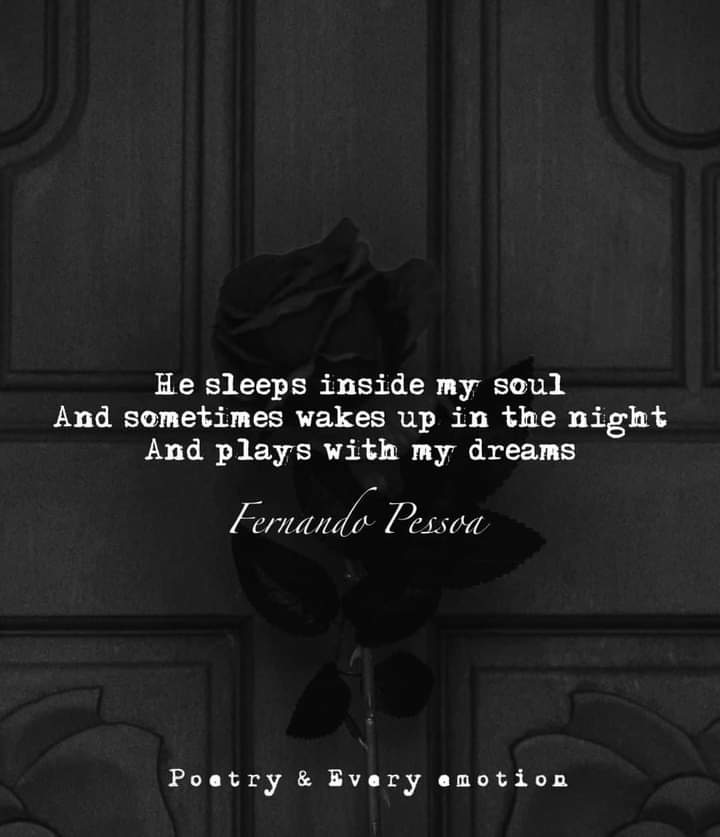 He sleeps inside my soul
And sometimes wakes up in the night
And plays with my dreams
Fernando Pessoa
Poetry & Every emotion